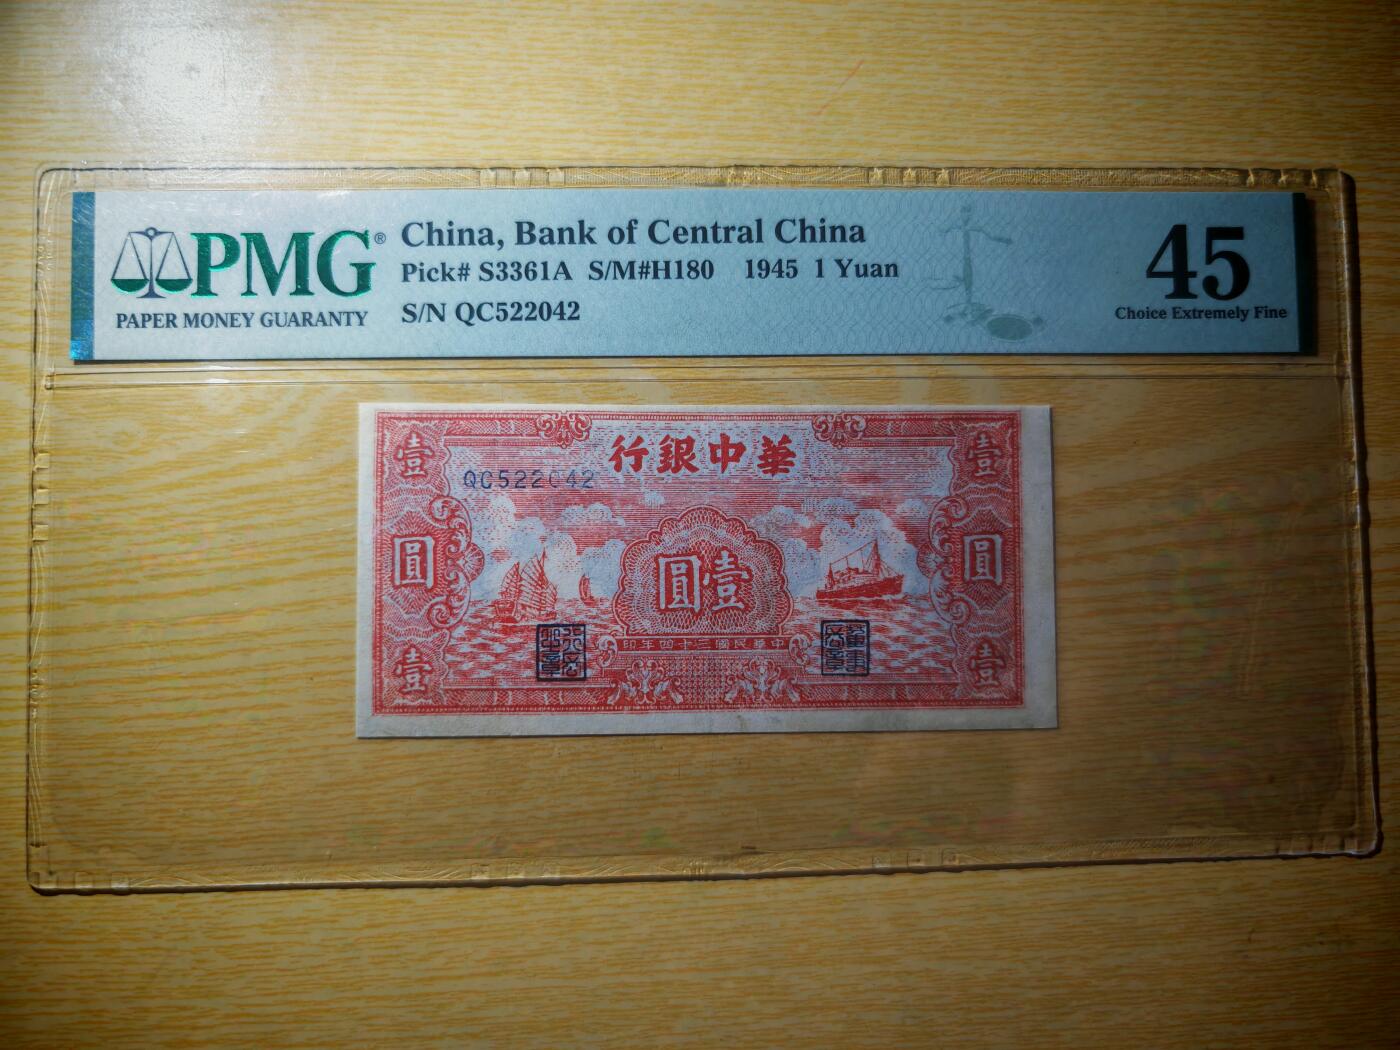 PMG®
PAPER MONEY GUARANTY
China, Bank of Central China
Pick# S3361A S/M#H180 1945 1 Yuan
S/N QC522042
45
Choice Extremely Fine
行銀中華
QC522042
壹
壹
圓
圓壹
圓
印年四十三國民華中
壹
壹